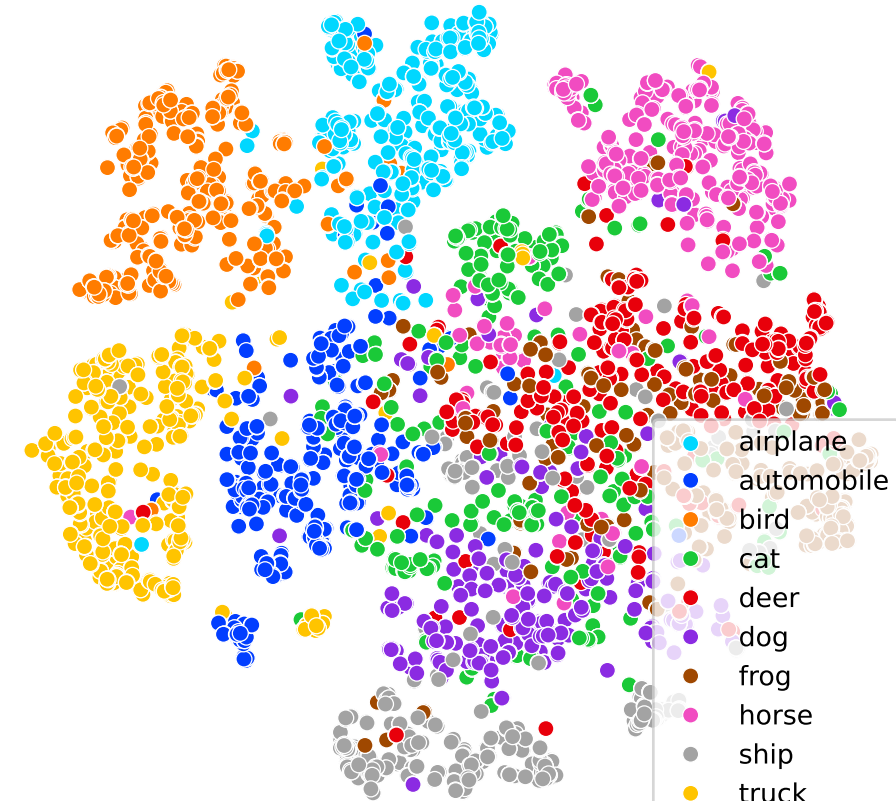 airplane
automobile
bird
cat
deer
dog
frog
horse
ship
truck